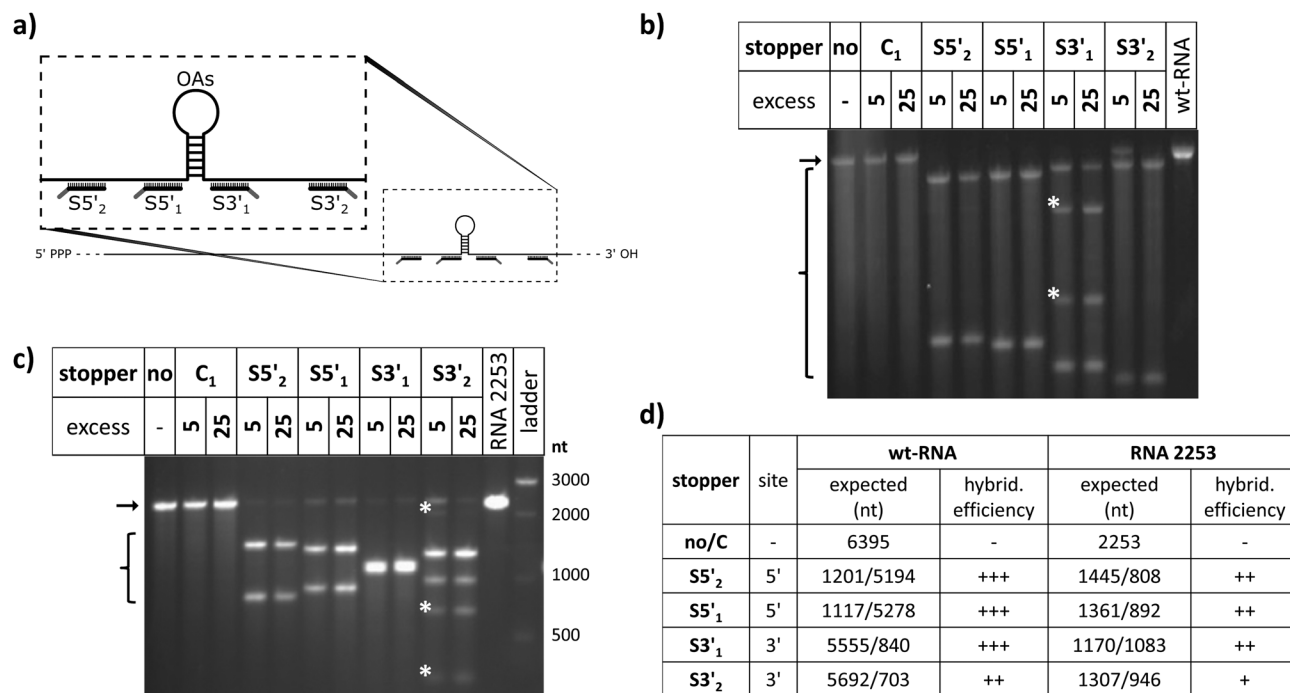 a)
OAs
S5'₂ S5'₁ S3'₁ S3'₂
5' PPP 3' OH
b)
stopper no C₁ S5'₂ S5'₁ S3'₁ S3'₂ wt-RNA
excess - 5 25 5 25 5 25 5 25 5 25
*
*
c)
stopper no C₁ S5'₂ S5'₁ S3'₁ S3'₂ RNA 2253 ladder
excess - 5 25 5 25 5 25 5 25 5 25
nt
3000
2000
1000
500
*
*
*
d)
stopper site wt-RNA RNA 2253
expected (nt) hybrid. efficiency expected (nt) hybrid. efficiency
no/C - 6395 - 2253 -
S5'₂ 5' 1201/5194 +++ 1445/808 ++
S5'₁ 5' 1117/5278 +++ 1361/892 ++
S3'₁ 3' 5555/840 +++ 1170/1083 ++
S3'₂ 3' 5692/703 ++ 1307/946 +